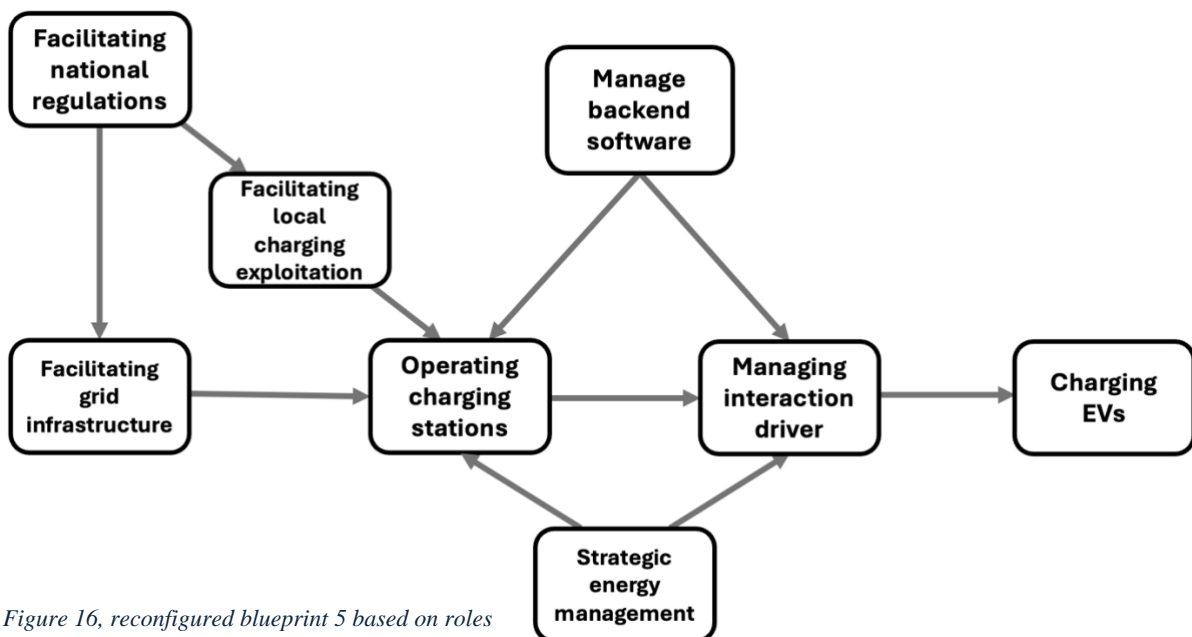 Facilitating
national
regulations
Manage
backend
software
Facilitating
local
charging
exploitation
Facilitating
grid
infrastructure
Operating
charging
stations
Managing
interaction
driver
Charging
EVs
Strategic
energy
management
Figure 16, reconfigured blueprint 5 based on roles